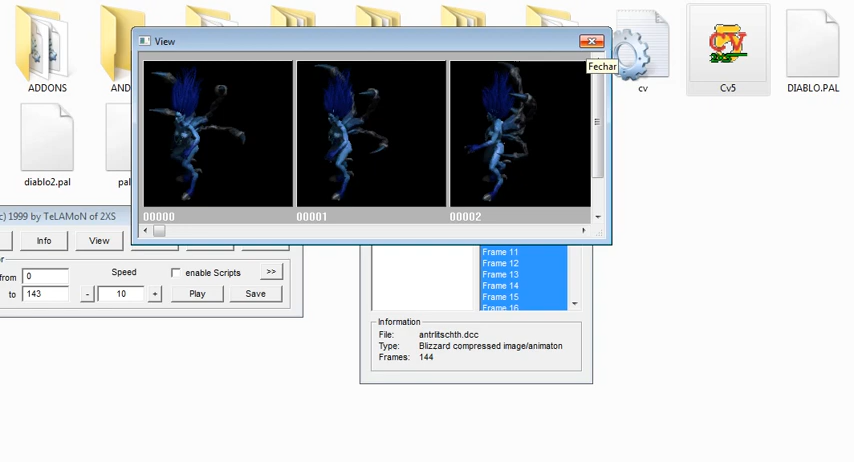 View
Fechar
ADDONS
AND
cv
Cv5
DIABLO.PAL
diablo2.pal
pal
00000
00001
00002
c) 1999 by TeLAMoN of 2XS
Info
View
from
0
Speed
enable Scripts
>>
to
143
-
10
+
Play
Save
Frame 11
Frame 12
Frame 13
Frame 14
Frame 15
Frame 16
Information
File: antrlitschth.dcc
Type: Blizzard compressed image/animaton
Frames: 144